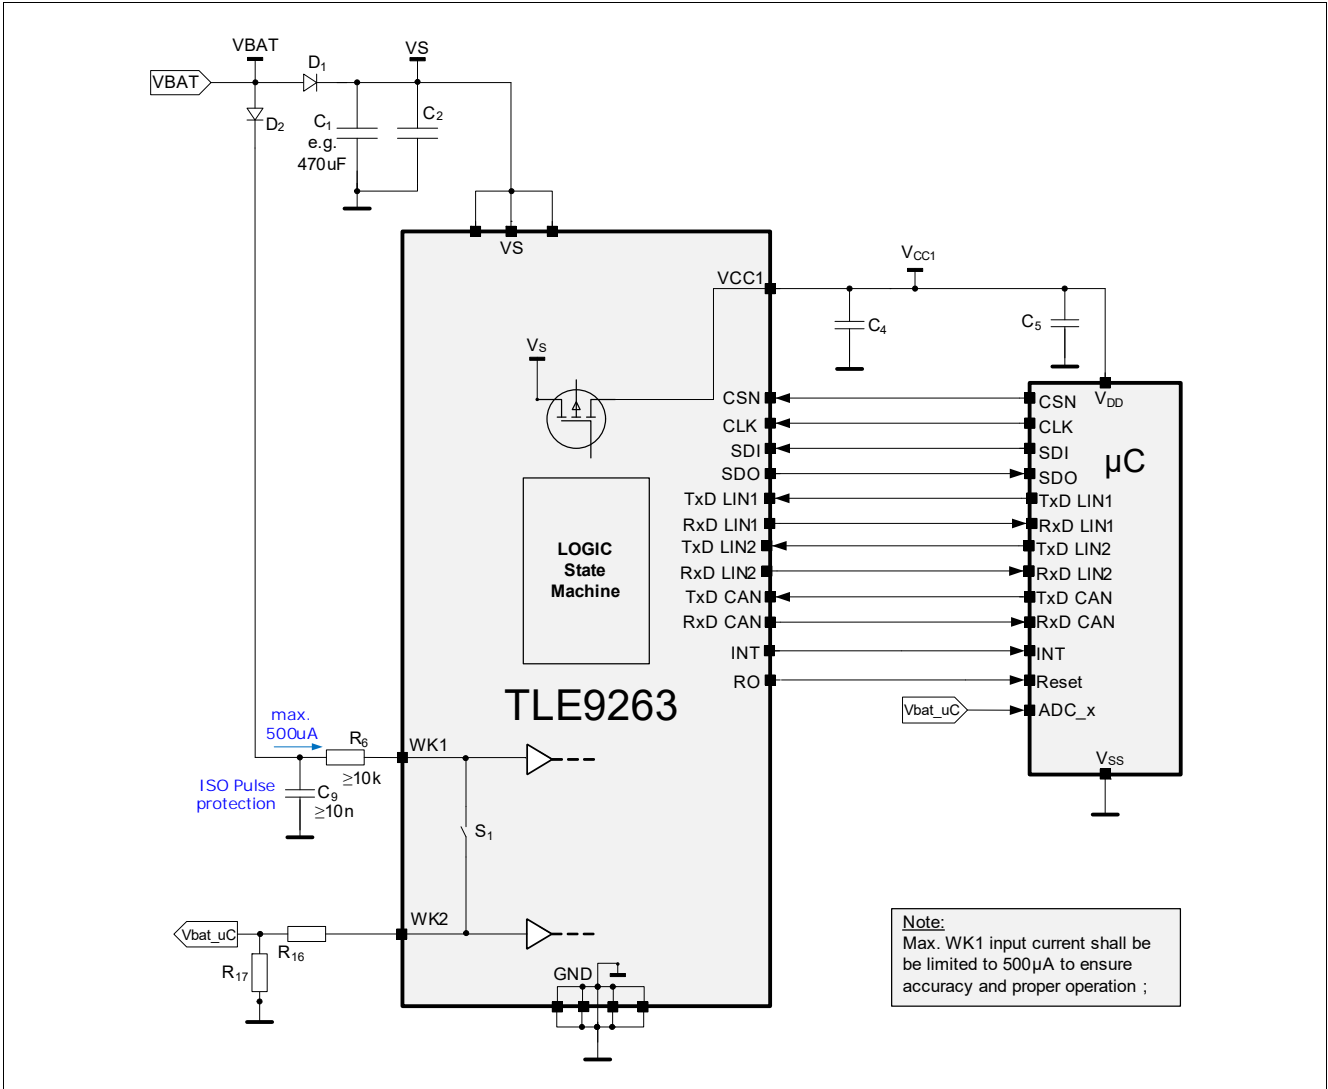 VBAT
VS
VBAT
D1
D2
C1
e.g.
470uF
C2
VS
VCC1
VCC1
C4
C5
VS
CSN
CLK
SDI
SDO
TxD LIN1
RxD LIN1
TxD LIN2
RxD LIN2
TxD CAN
RxD CAN
INT
RO
CSN
VDD
CLK
SDI
µC
SDO
TxD LIN1
RxD LIN1
TxD LIN2
RxD LIN2
TxD CAN
RxD CAN
INT
Reset
Vbat_uC
ADC_x
VSS
LOGIC
State
Machine
TLE9263
max.
500uA
R6
≥10k
WK1
ISO Pulse
protection
C9
≥10n
S1
WK2
Vbat_uC
R16
R17
GND
Note:
Max. WK1 input current shall be
be limited to 500µA to ensure
accuracy and proper operation ;